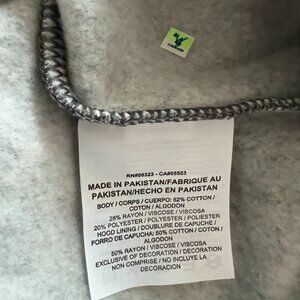 RN#56323 - CA#05553
MADE IN PAKISTAN/FABRIQUE AU
PAKISTAN/HECHO EN PAKISTAN
BODY / CORPS / CUERPO: 52% COTTON /
COTON / ALGODON
28% RAYON / VISCOSE / VISCOSA
20% POLYESTER / POLYESTER / POLIESTER
HOOD LINING / DOUBLURE DE CAPUCHE /
FORRO DE CAPUCHA: 50% COTTON / COTON /
ALGODON
50% RAYON / VISCOSE / VISCOSA
EXCLUSIVE OF DECORATION / DECORATION
NON COMPRISE / NO INCLUYE LA
DECORACION